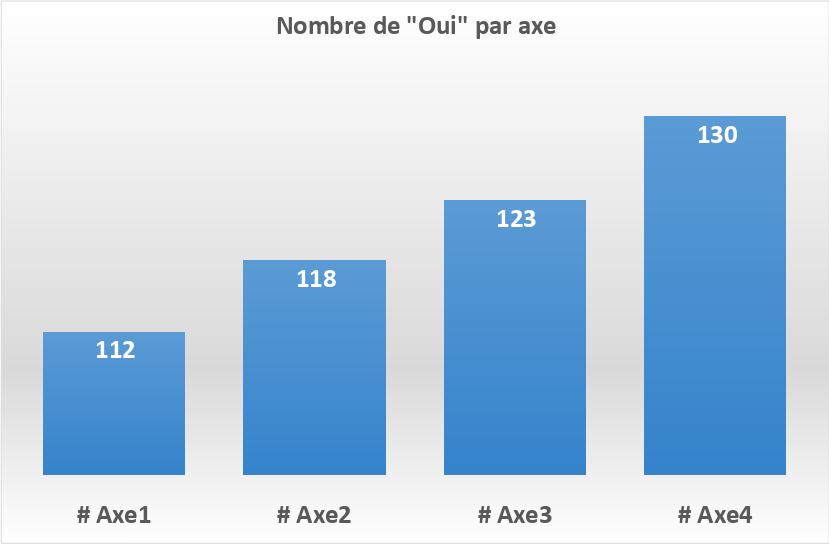 Nombre de "Oui" par axe
130
123
118
112
# Axe1 # Axe2 # Axe3 # Axe4